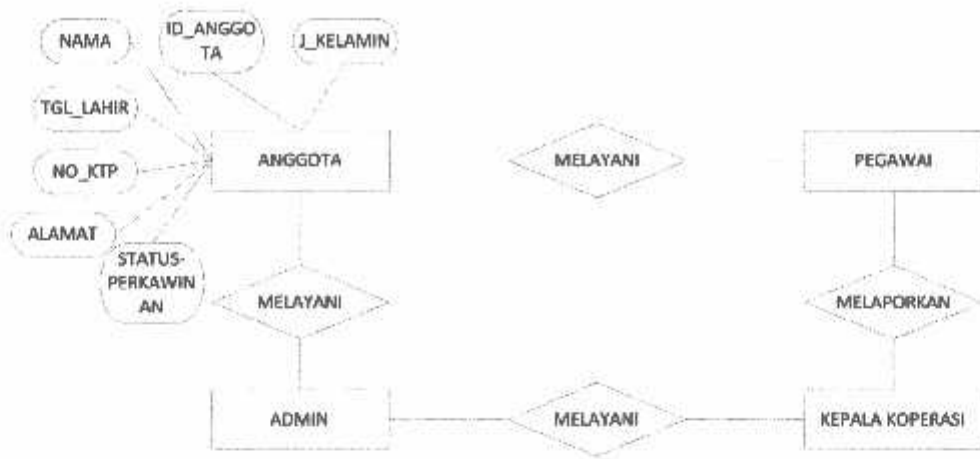 NAMA
ID_ANGGO
TA
J_KELAMIN
TGL_LAHIR
ANGGOTA
MELAYANI
PEGAWAI
NO_KTP
ALAMAT
STATUS-
PERKAWIN
AN
MELAYANI
MELAPORKAN
ADMIN
MELAYANI
KEPALA KOPERASI